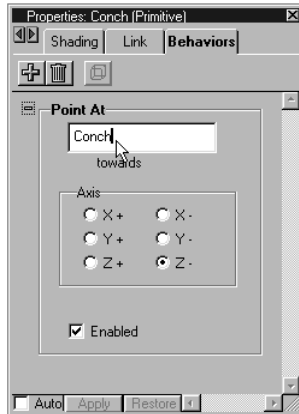 Properties: Conch (Primitive)
Shading Link Behaviors
Point At
Conch
towards
Axis
X + X -
Y + Y -
Z + Z -
Enabled
Auto Apply Restore